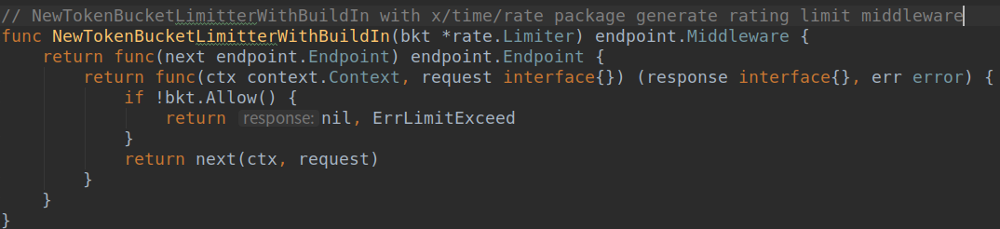 // NewTokenBucketLimitterWithBuildIn with x/time/rate package generate rating limit middleware
func NewTokenBucketLimitterWithBuildIn(bkt *rate.Limiter) endpoint.Middleware {
    return func(next endpoint.Endpoint) endpoint.Endpoint {
        return func(ctx context.Context, request interface{}) (response interface{}, err error) {
            if !bkt.Allow() {
                return response: nil, ErrLimitExceed
            }
            return next(ctx, request)
        }
    }
}